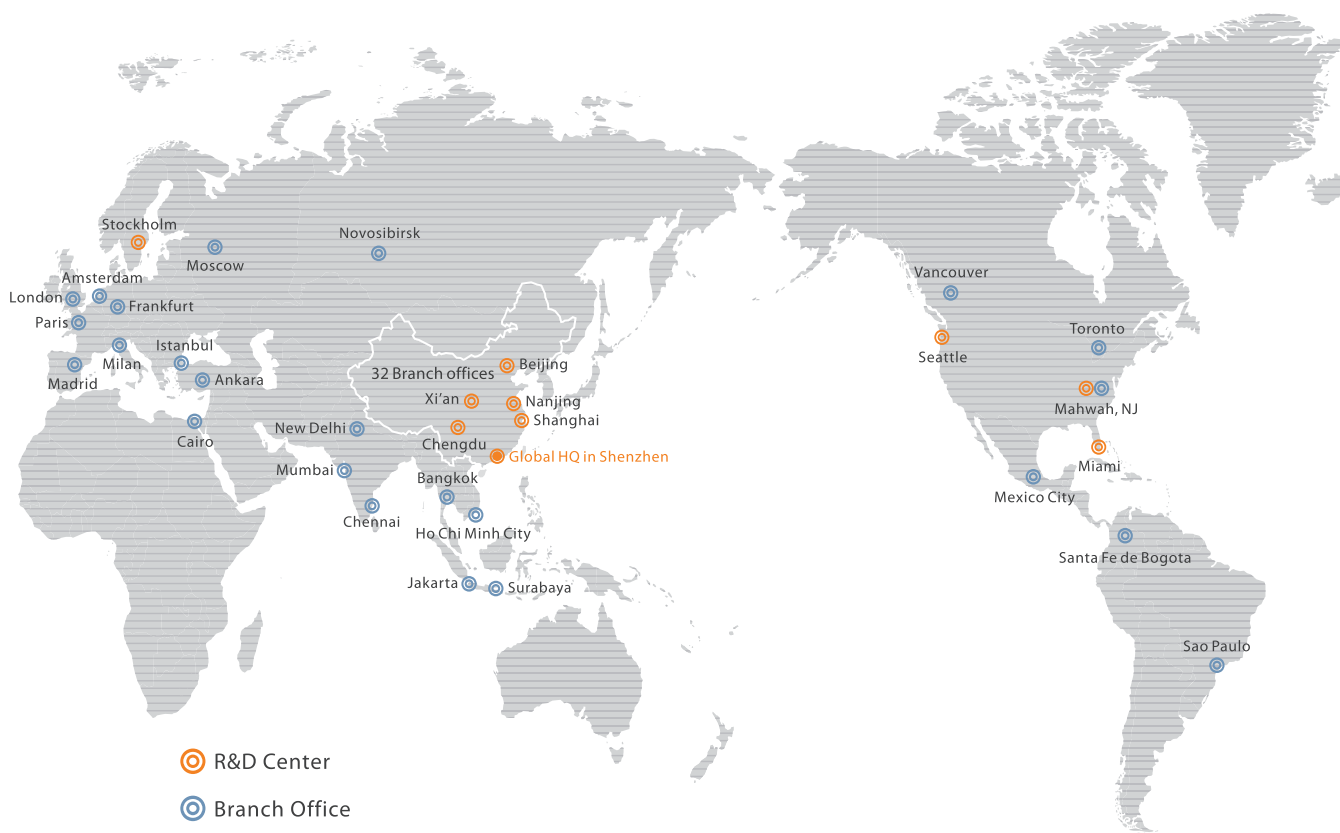 Stockholm
Novosibirsk
Moscow
Amsterdam
London
Frankfurt
Paris
Istanbul
Milan
Madrid
Ankara
Cairo
32 Branch offices
Beijing
Xi’an
Nanjing
Shanghai
Chengdu
Global HQ in Shenzhen
New Delhi
Mumbai
Chennai
Bangkok
Ho Chi Minh City
Jakarta
Surabaya
Vancouver
Toronto
Seattle
Mahwah, NJ
Miami
Mexico City
Santa Fe de Bogota
Sao Paulo
R&D Center
Branch Office